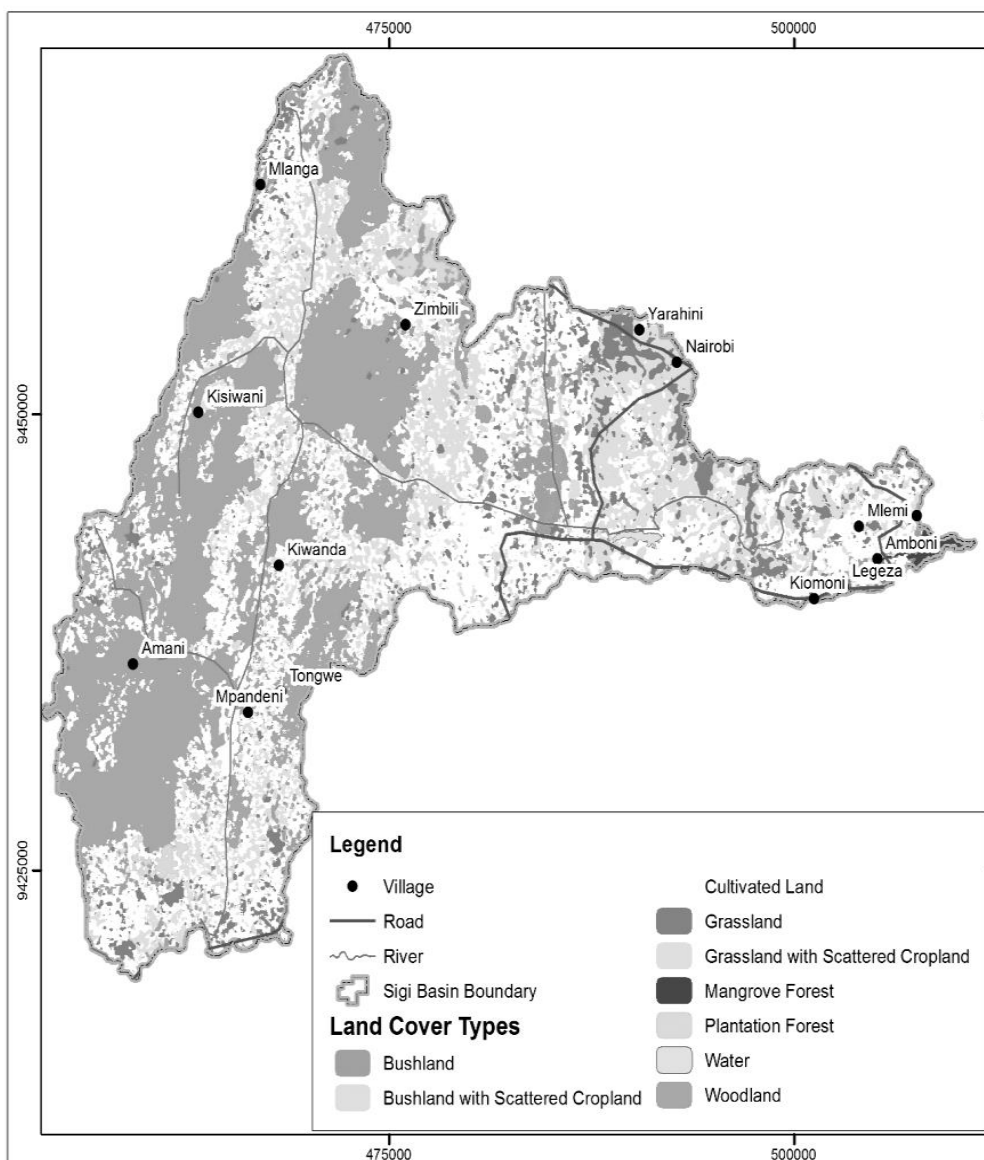 475000
500000
Mlanga
Zimbili
Yarahini
Nairobi
9450000
Kisiwani
Mlemi
Amboni
Kiwanda
Legeza
Kiomoni
Amani
Tongwe
Mpandeni
9425000
Legend
Village
Road
River
Sigi Basin Boundary
Land Cover Types
Bushland
Bushland with Scattered Cropland
Cultivated Land
Grassland
Grassland with Scattered Cropland
Mangrove Forest
Plantation Forest
Water
Woodland
475000
500000